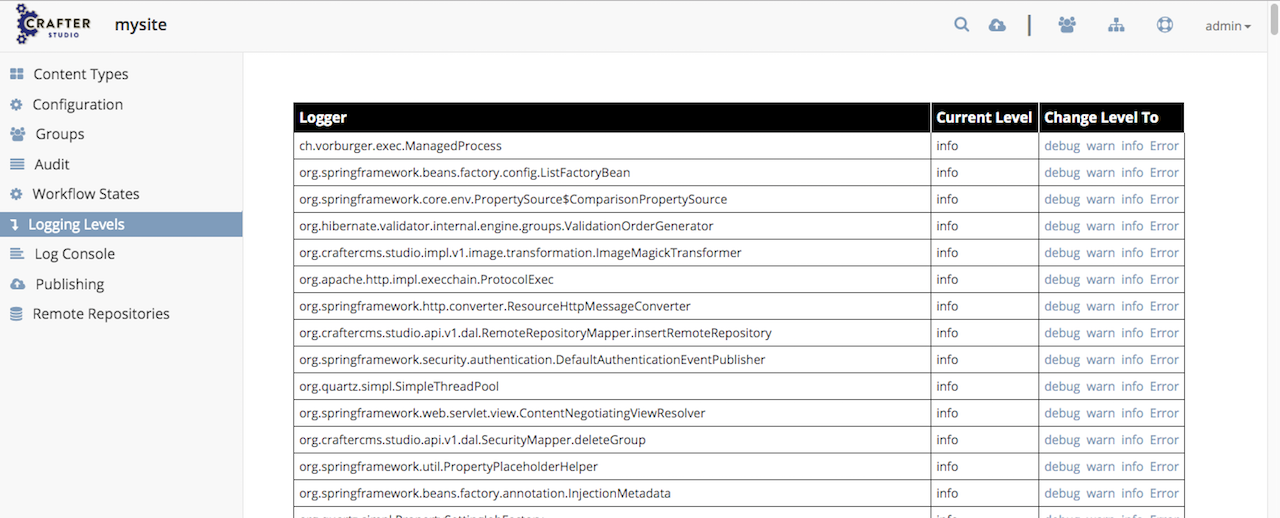 CRAFTER
STUDIO
mysite
admin
Content Types
Configuration
Groups
Audit
Workflow States
Logging Levels
Log Console
Publishing
Remote Repositories
Logger Current Level Change Level To
ch.vorburger.exec.ManagedProcess info debug warn info Error
org.springframework.beans.factory.config.ListFactoryBean info debug warn info Error
org.springframework.core.env.PropertySource$ComparisonPropertySource info debug warn info Error
org.hibernate.validator.internal.engine.groups.ValidationOrderGenerator info debug warn info Error
org.craftercms.studio.impl.v1.image.transformation.ImageMagickTransformer info debug warn info Error
org.apache.http.impl.execchain.ProtocolExec info debug warn info Error
org.springframework.http.converter.ResourceHttpMessageConverter info debug warn info Error
org.craftercms.studio.api.v1.dal.RemoteRepositoryMapper.insertRemoteRepository info debug warn info Error
org.springframework.security.authentication.DefaultAuthenticationEventPublisher info debug warn info Error
org.quartz.simpl.SimpleThreadPool info debug warn info Error
org.springframework.web.servlet.view.ContentNegotiatingViewResolver info debug warn info Error
org.craftercms.studio.api.v1.dal.SecurityMapper.deleteGroup info debug warn info Error
org.springframework.util.PropertyPlaceholderHelper info debug warn info Error
org.springframework.beans.factory.annotation.InjectionMetadata info debug warn info Error
info debug warn info Error